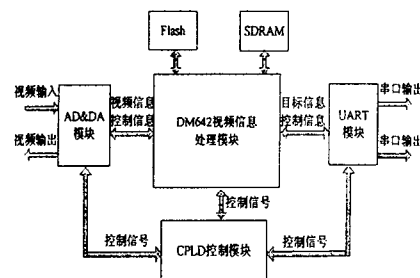 Flash
SDRAM
视频输入
视频输出
AD&DA
模块
视频信息
控制信息
DM642视频信息
处理模块
目标信息
控制信息
UART
模块
串口输出
串口输出
控制信号
控制信号
控制信号
CPLD控制模块